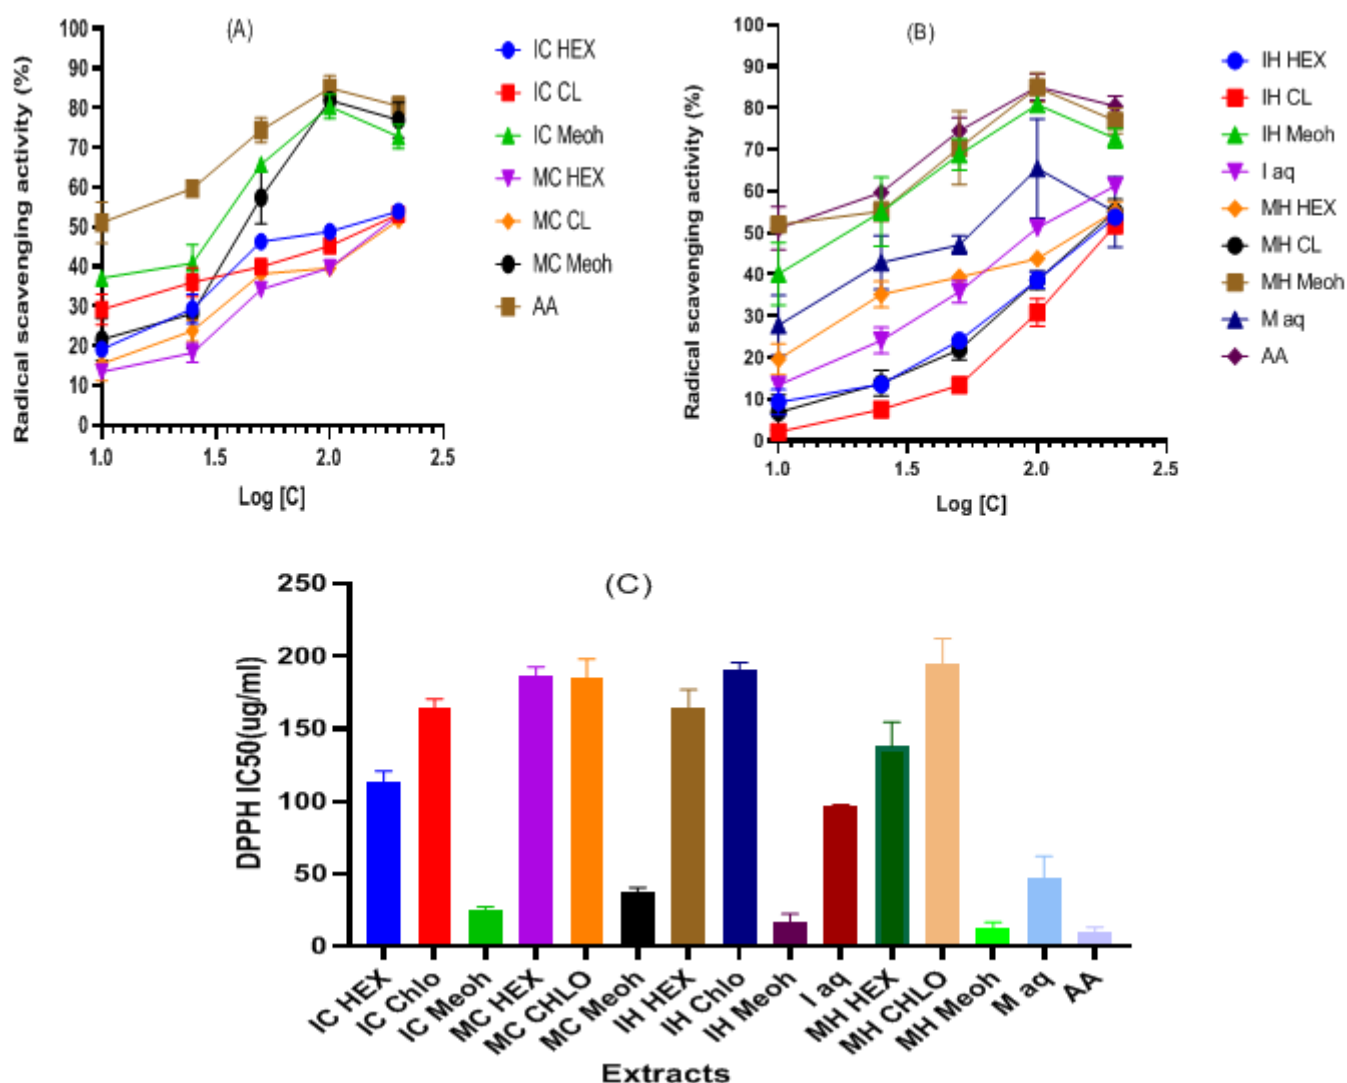 (A)
Radical scavenging activity (%)
100
90
80
70
60
50
40
30
20
10
0
1.0 1.5 2.0 2.5
Log [C]
IC HEX
IC CL
IC Meoh
MC HEX
MC CL
MC Meoh
AA
(B)
Radical scavenging activity (%)
100
90
80
70
60
50
40
30
20
10
0
1.0 1.5 2.0 2.5
Log [C]
IH HEX
IH CL
IH Meoh
I aq
MH HEX
MH CL
MH Meoh
M aq
AA
(C)
DPPH IC50(ug/ml)
250
200
150
100
50
0
IC HEX
IC Chlo
IC Meoh
MC HEX
MC CHLO
MC Meoh
IH HEX
IH Chlo
IH Meoh
I aq
MH HEX
MH CHLO
MH Meoh
M aq
AA
Extracts